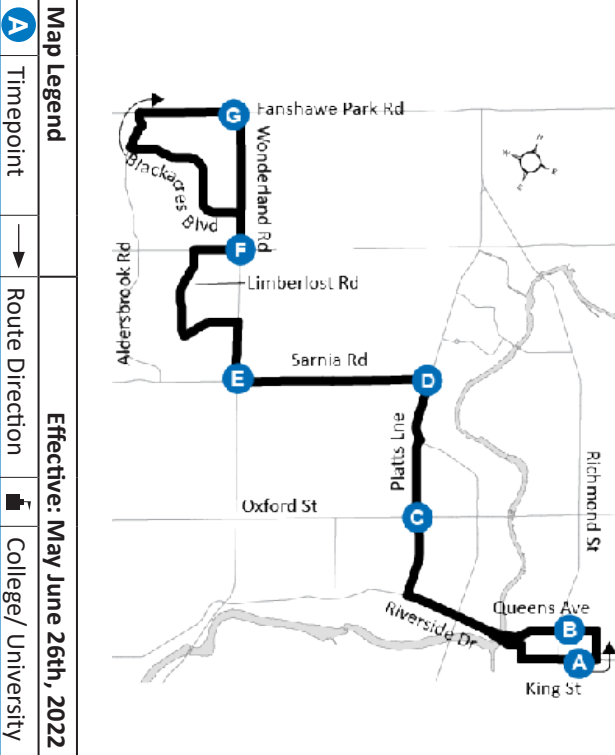 Map Legend
Effective: May June 26th, 2022
A
Timepoint
Route Direction
College/ University
G
Fanshawe Park Rd
Wonderland Rd
Blackacres Blvd
F
Aldersbrook Rd
Limberlost Rd
Sarnia Rd
E
D
Platts Lne
Richmond St
Oxford St
C
Queens Ave
B
Riverside Dr
A
King St